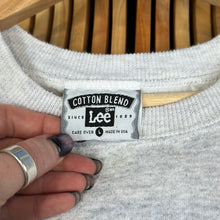 COTTON BLEND
SINCE Lee 1889
CARE OVER L MADE IN USA